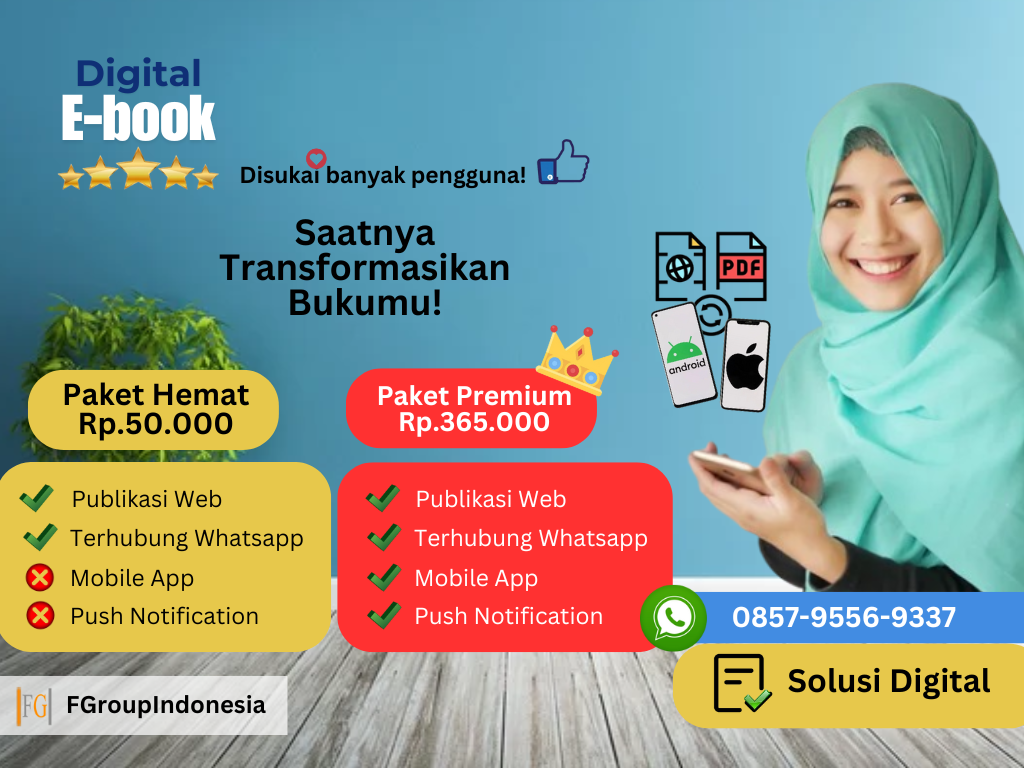 Digital
E-book
Disukai banyak pengguna!
Saatnya
Transformasikan
Bukumu!
PDF
android
Paket Hemat
Rp.50.000
Publikasi Web
Terhubung Whatsapp
Mobile App
Push Notification
Paket Premium
Rp.365.000
Publikasi Web
Terhubung Whatsapp
Mobile App
Push Notification
0857-9556-9337
Solusi Digital
FG
FGroupIndonesia